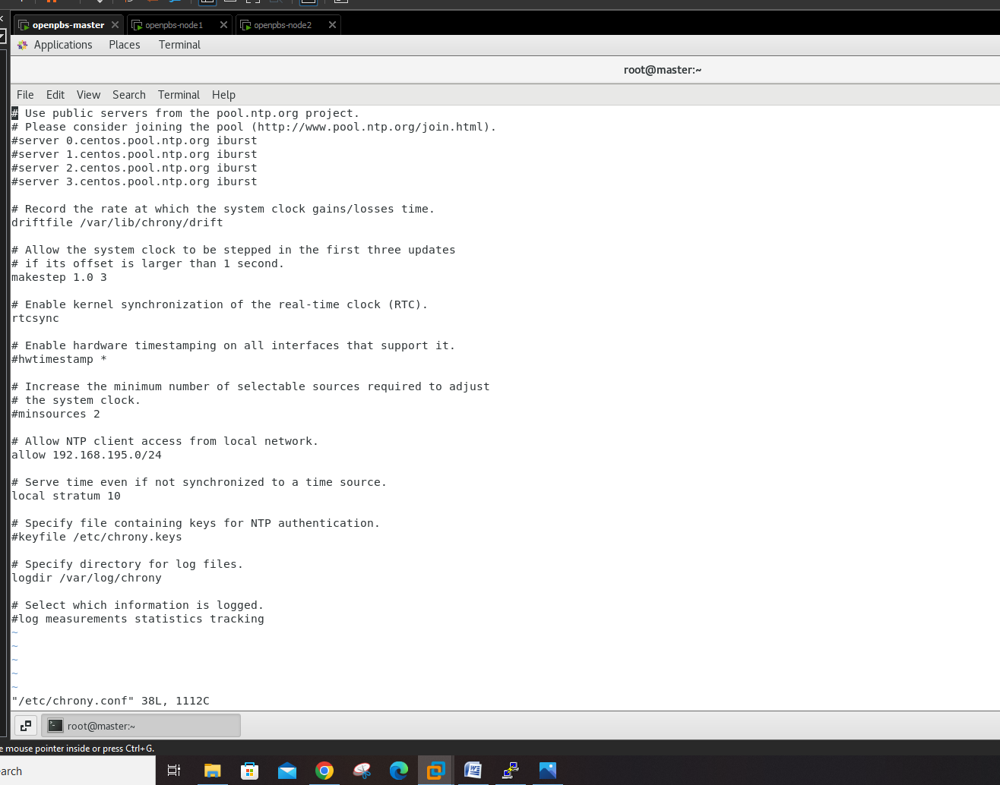 openpbs-master
openpbs-node1
openpbs-node2
Applications Places Terminal
root@master:~
File Edit View Search Terminal Help
# Use public servers from the pool.ntp.org project.
# Please consider joining the pool (http://www.pool.ntp.org/join.html).
#server 0.centos.pool.ntp.org iburst
#server 1.centos.pool.ntp.org iburst
#server 2.centos.pool.ntp.org iburst
#server 3.centos.pool.ntp.org iburst
# Record the rate at which the system clock gains/losses time.
driftfile /var/lib/chrony/drift
# Allow the system clock to be stepped in the first three updates
# if its offset is larger than 1 second.
makestep 1.0 3
# Enable kernel synchronization of the real-time clock (RTC).
rtcsync
# Enable hardware timestamping on all interfaces that support it.
#hwtimestamp *
# Increase the minimum number of selectable sources required to adjust
# the system clock.
#minsources 2
# Allow NTP client access from local network.
allow 192.168.195.0/24
# Serve time even if not synchronized to a time source.
local stratum 10
# Specify file containing keys for NTP authentication.
#keyfile /etc/chrony.keys
# Specify directory for log files.
logdir /var/log/chrony
# Select which information is logged.
#log measurements statistics tracking
~
~
~
~
~
"/etc/chrony.conf" 38L, 1112C
root@master:~
e mouse pointer inside or press Ctrl+G.
earch